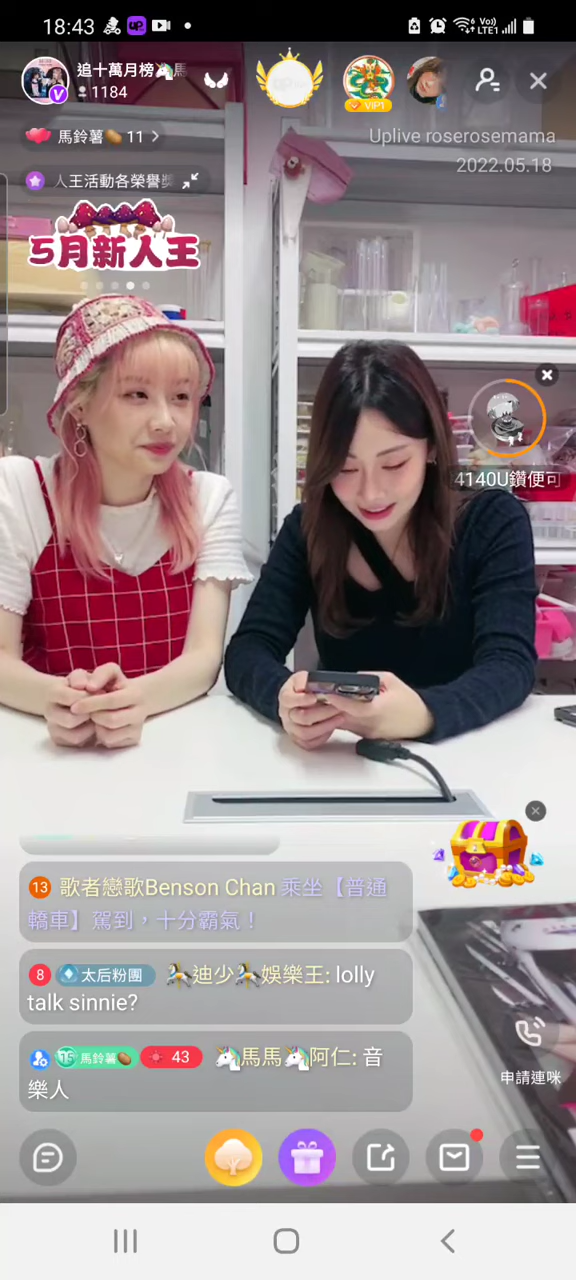 18:43
追十萬月榜🦄馬
1184
VIP1
馬鈴薯🥔 11 >
Uplive roserosemama
2022.05.18
人王活動各榮譽獎
5月新人王
4140U鑽便可
13 歌者戀歌Benson Chan 乘坐【普通
轎車】駕到，十分霸氣！
8 太后粉團 🎠迪少🎠娛樂王: lolly
talk sinnie?
15 馬鈴薯🥔 43 🦄馬馬🦄阿仁: 音
樂人
申請連咪